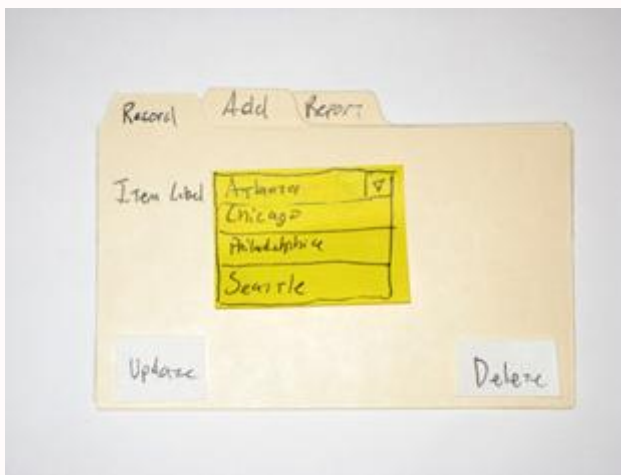 Record Add Report
Item Label Atlanta
Chicago
Philadelphia
Seattle
Update Delete